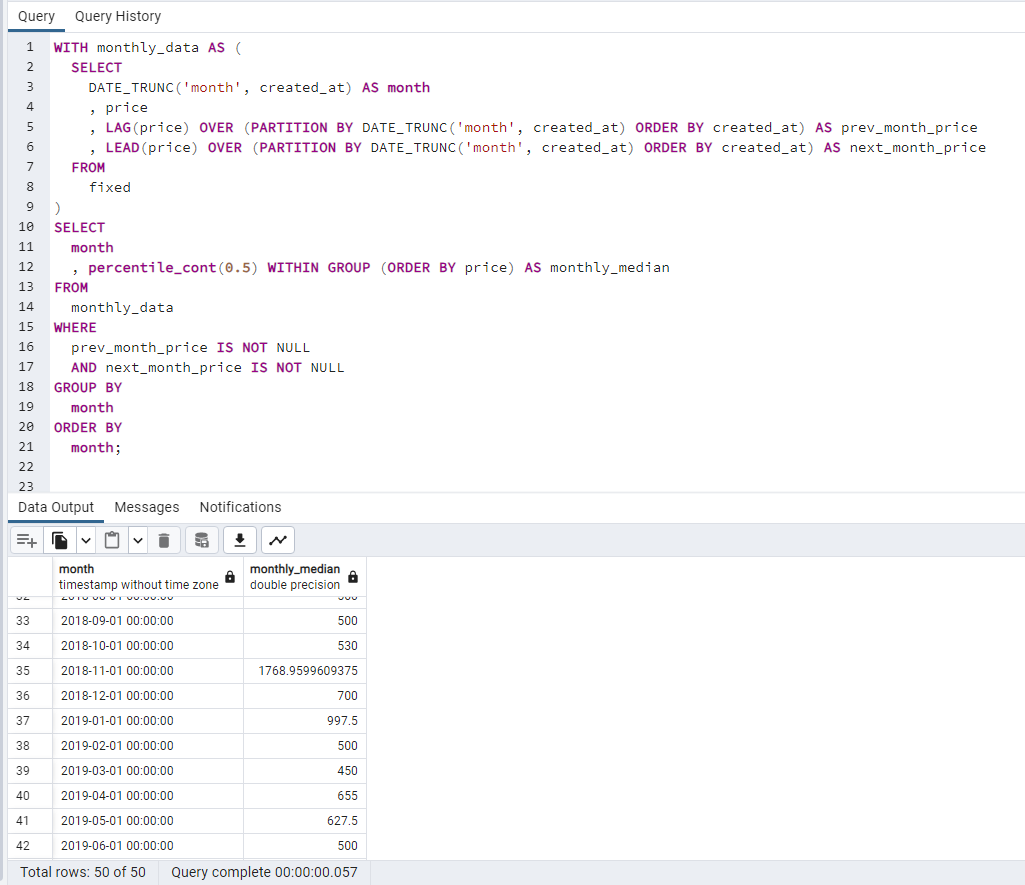 Query Query History
1 WITH monthly_data AS (
2 SELECT
3 DATE_TRUNC('month', created_at) AS month
4 , price
5 , LAG(price) OVER (PARTITION BY DATE_TRUNC('month', created_at) ORDER BY created_at) AS prev_month_price
6 , LEAD(price) OVER (PARTITION BY DATE_TRUNC('month', created_at) ORDER BY created_at) AS next_month_price
7 FROM
8 fixed
9 )
10 SELECT
11 month
12 , percentile_cont(0.5) WITHIN GROUP (ORDER BY price) AS monthly_median
13 FROM
14 monthly_data
15 WHERE
16 prev_month_price IS NOT NULL
17 AND next_month_price IS NOT NULL
18 GROUP BY
19 month
20 ORDER BY
21 month;
22
23
Data Output Messages Notifications
month monthly_median
timestamp without time zone double precision
33 2018-09-01 00:00:00 500
34 2018-10-01 00:00:00 530
35 2018-11-01 00:00:00 1768.9599609375
36 2018-12-01 00:00:00 700
37 2019-01-01 00:00:00 997.5
38 2019-02-01 00:00:00 500
39 2019-03-01 00:00:00 450
40 2019-04-01 00:00:00 655
41 2019-05-01 00:00:00 627.5
42 2019-06-01 00:00:00 500
Total rows: 50 of 50 Query complete 00:00:00.057